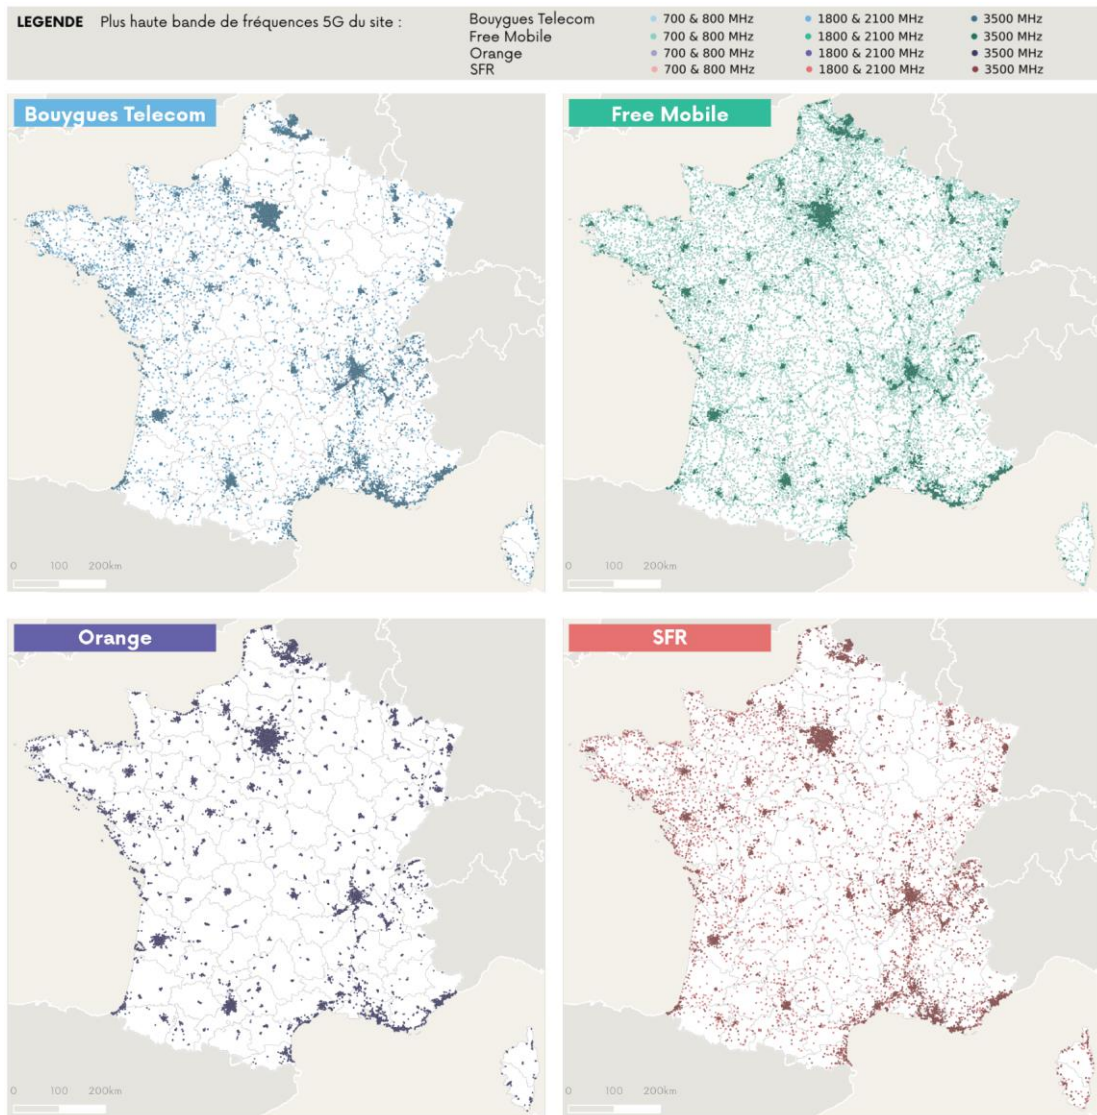 LEGENDE Plus haute bande de fréquences 5G du site :
Bouygues Telecom 700 & 800 MHz 1800 & 2100 MHz 3500 MHz
Free Mobile 700 & 800 MHz 1800 & 2100 MHz 3500 MHz
Orange 700 & 800 MHz 1800 & 2100 MHz 3500 MHz
SFR 700 & 800 MHz 1800 & 2100 MHz 3500 MHz
Bouygues Telecom
0 100 200km
Free Mobile
0 100 200km
Orange
0 100 200km
SFR
0 100 200km